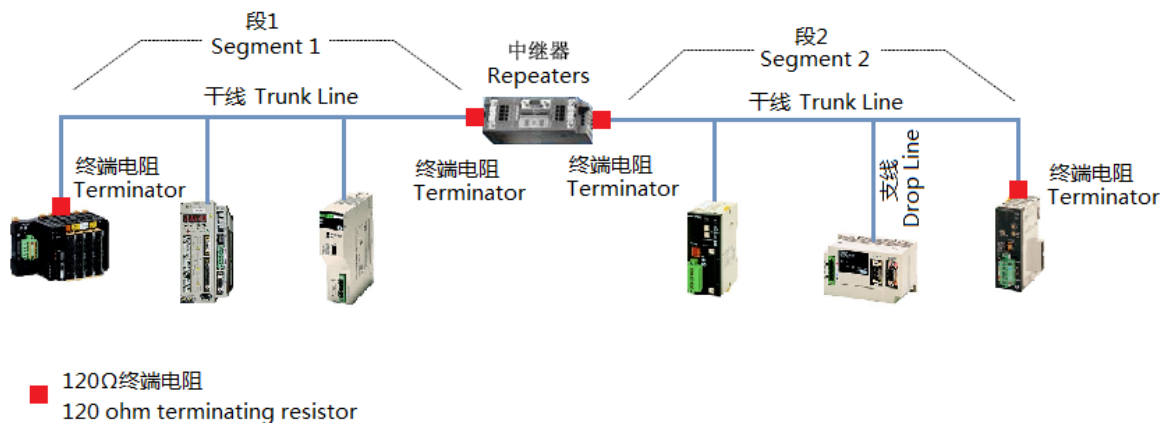 段1
Segment 1
中继器
Repeaters
段2
Segment 2
干线 Trunk Line
干线 Trunk Line
终端电阻
Terminator
终端电阻
Terminator
终端电阻
Terminator
支线
Drop Line
终端电阻
Terminator
120Ω终端电阻
120 ohm terminating resistor